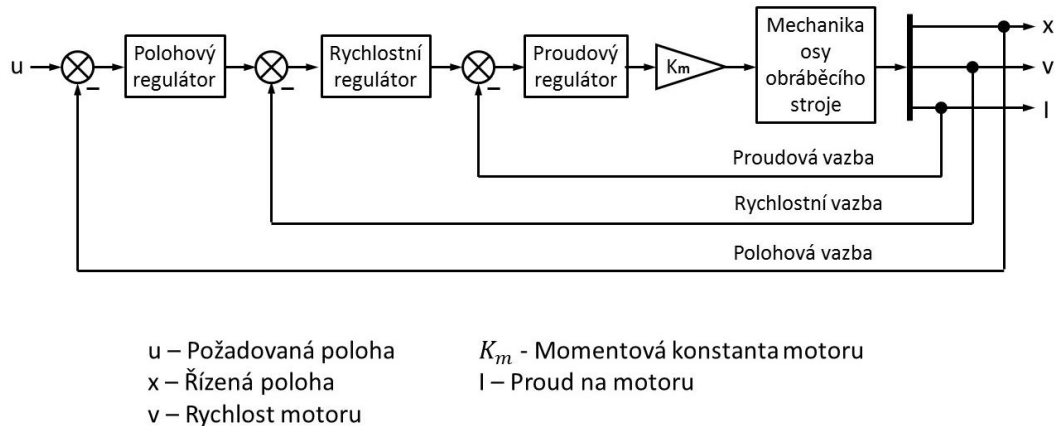 u
Polohový
regulátor
Rychlostní
regulátor
Proudový
regulátor
Km
Mechanika
osy
obráběcího
stroje
x
v
I
Proudová vazba
Rychlostní vazba
Polohová vazba
u – Požadovaná poloha
x – Řízená poloha
v – Rychlost motoru
K_m - Momentová konstanta motoru
I – Proud na motoru